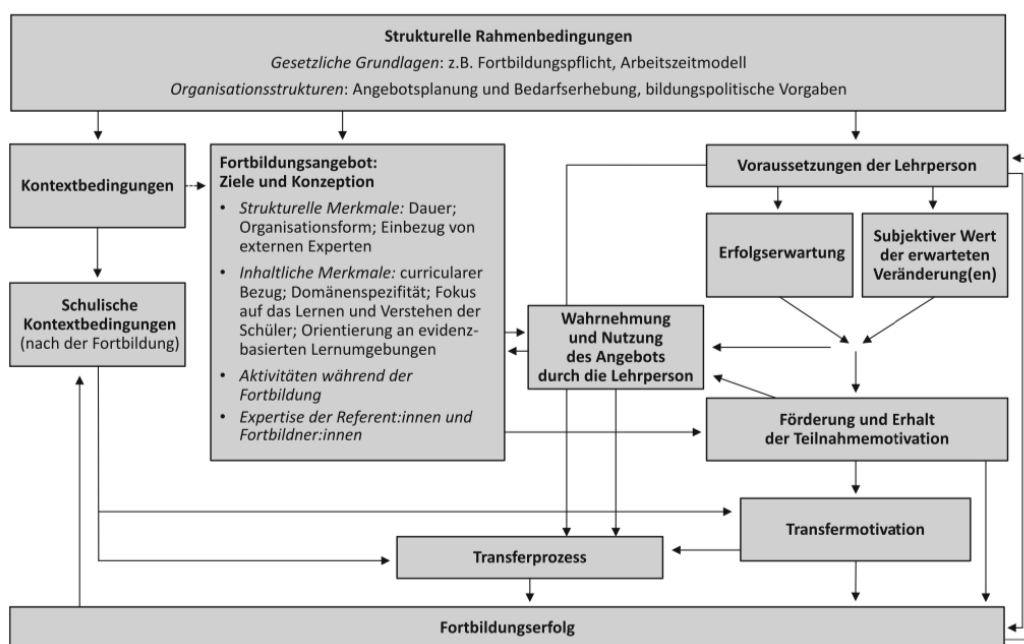 Strukturelle Rahmenbedingungen
Gesetzliche Grundlagen: z.B. Fortbildungspflicht, Arbeitszeitmodell
Organisationsstrukturen: Angebotsplanung und Bedarfserhebung, bildungspolitische Vorgaben
Kontextbedingungen
Fortbildungsangebot:
Ziele und Konzeption
• Strukturelle Merkmale: Dauer;
Organisationsform; Einbezug von
externen Experten
• Inhaltliche Merkmale: curricularer
Bezug; Domänenspezifität; Fokus
auf das Lernen und Verstehen der
Schüler; Orientierung an evidenz-
basierten Lernumgebungen
• Aktivitäten während der
Fortbildung
• Expertise der Referent:innen und
Fortbildner:innen
Voraussetzungen der Lehrperson
Erfolgserwartung
Subjektiver Wert
der erwarteten
Veränderung(en)
Schulische
Kontextbedingungen
(nach der Fortbildung)
Wahrnehmung
und Nutzung
des Angebots
durch die Lehrperson
Förderung und Erhalt
der Teilnahmemotivation
Transfermotivation
Transferprozess
Fortbildungserfolg